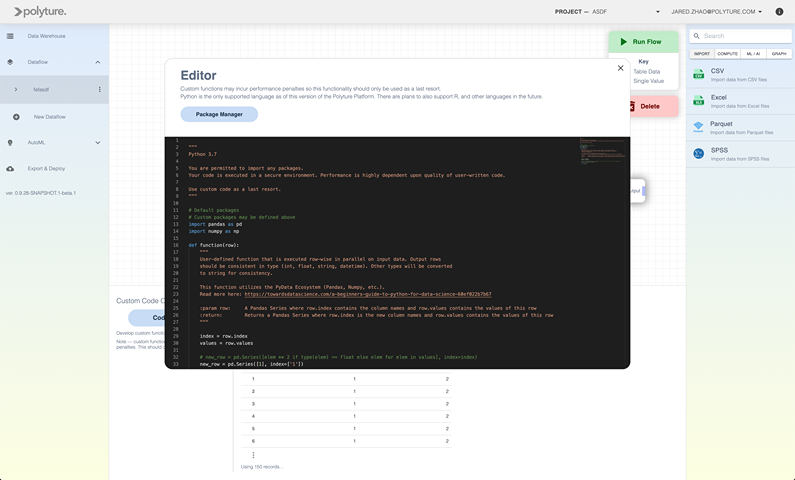 polyture.
PROJECT — ASDF
JARED.ZHAO@POLYTURE.COM
Data Warehouse
Dataflow
fafasdf
New Dataflow
AutoML
Export & Deploy
ver. 0.9.26-SNAPSHOT.1-beta.1
Run Flow
Key
Table Data
Single Value
Delete
Search
IMPORT
COMPUTE
ML / AI
GRAPH
CSV
Import data from CSV files
Excel
Import data from Excel files
Parquet
Import data from Parquet files
SPSS
Import data from SPSS files
Editor
Custom functions may incur performance penalties so this functionality should only be used as a last resort.
Python is the only supported language as of this version of the Polyture Platform. There are plans to also support R, and other languages in the future.
Package Manager
1
2 """
3 Python 3.7
4
5 You are permitted to import any packages.
6 Your code is executed in a secure environment. Performance is highly dependent upon quality of user-written code.
7
8 Use custom code as a last resort.
9 """
10
11 # Default packages
12 # Custom packages may be defined above
13 import pandas as pd
14 import numpy as np
15
16 def function(row):
17 """
18 User-defined function that is executed row-wise in parallel on input data. Output rows
19 should be consistent in type (int, float, string, datetime). Other types will be converted
20 to string for consistency.
21
22 This function utilizes the PyData Ecosystem (Pandas, Numpy, etc.).
23 Read more here: https://towardsdatascience.com/a-beginners-guide-to-python-for-data-science-60ef022b7b67
24
25 :param row: A Pandas Series where row.index contains the column names and row.values contains the values of this row
26 :return: Returns a Pandas Series where row.index is the new column names and row.values contains the values of this row
27 """
28
29 index = row.index
30 values = row.values
31
32 # new_row = pd.Series([elem ** 2 if type(elem) == float else elem for elem in values], index=index)
33 new_row = pd.Series([1], index=['1'])
Custom Code C
Cod
Develop custom func
Note — custom function
penalties. This should
utput
1 1 2
2 1 2
3 1 2
4 1 2
5 1 2
6 1 2
Using 150 records...